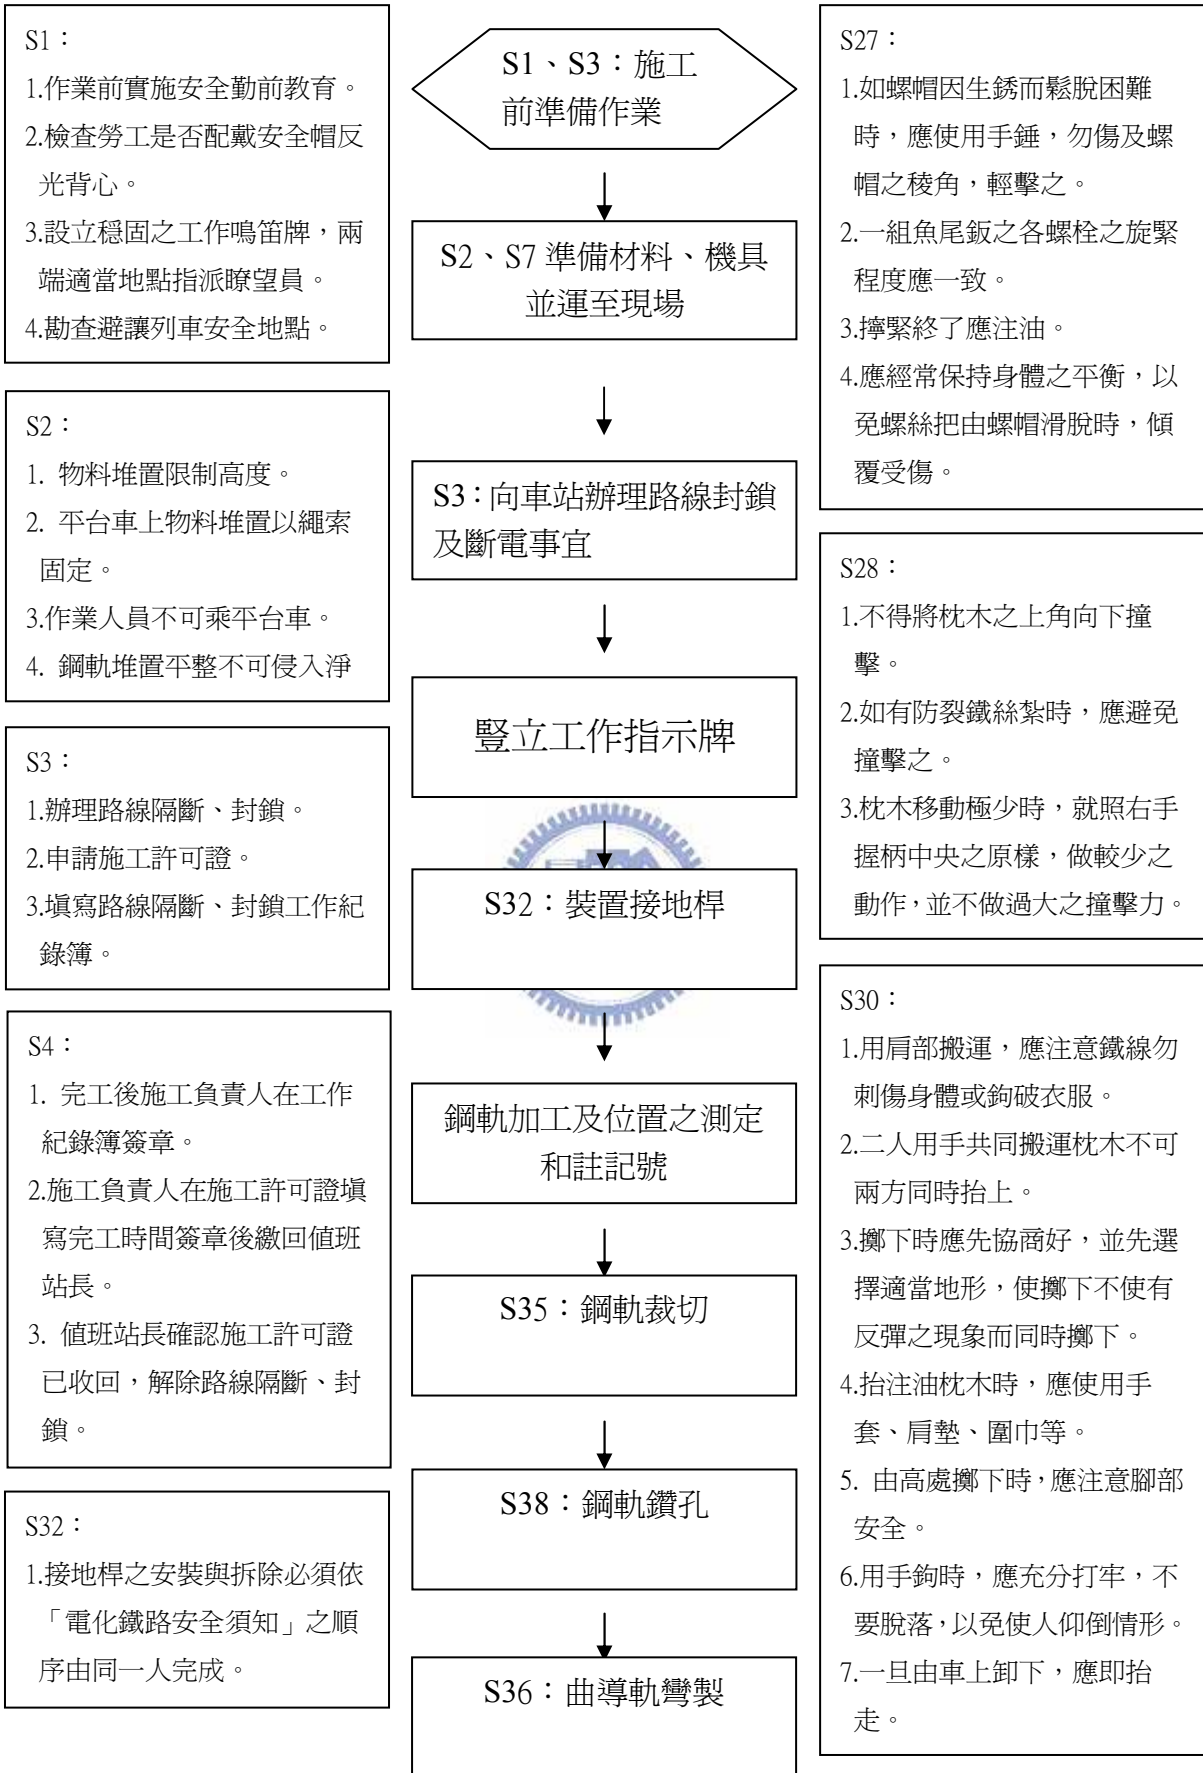 S1：
1.作業前實施安全勤前教育。
2.檢查勞工是否配戴安全帽反
光背心。
3.設立穩固之工作鳴笛牌，兩
端適當地點指派瞭望員。
4.勘查避讓列車安全地點。
S2：
1. 物料堆置限制高度。
2. 平台車上物料堆置以繩索
固定。
3.作業人員不可乘平台車。
4. 鋼軌堆置平整不可侵入淨
S3：
1.辦理路線隔斷、封鎖。
2.申請施工許可證。
3.填寫路線隔斷、封鎖工作紀
錄簿。
S4：
1. 完工後施工負責人在工作
紀錄簿簽章。
2.施工負責人在施工許可證填
寫完工時間簽章後繳回值班
站長。
3. 值班站長確認施工許可證
已收回，解除路線隔斷、封
鎖。
S32：
1.接地桿之安裝與拆除必須依
「電化鐵路安全須知」之順
序由同一人完成。
S1、S3：施工
前準備作業
S2、S7 準備材料、機具
並運至現場
S3：向車站辦理路線封鎖
及斷電事宜
豎立工作指示牌
S32：裝置接地桿
鋼軌加工及位置之測定
和註記號
S35：鋼軌裁切
S38：鋼軌鑽孔
S36：曲導軌彎製
S27：
1.如螺帽因生銹而鬆脫困難
時，應使用手錘，勿傷及螺
帽之稜角，輕擊之。
2.一組魚尾鈑之各螺栓之旋緊
程度應一致。
3.擰緊終了應注油。
4.應經常保持身體之平衡，以
免螺絲把由螺帽滑脫時，傾
覆受傷。
S28：
1.不得將枕木之上角向下撞
擊。
2.如有防裂鐵絲紮時，應避免
撞擊之。
3.枕木移動極少時，就照右手
握柄中央之原樣，做較少之
動作，並不做過大之撞擊力。
S30：
1.用肩部搬運，應注意鐵線勿
刺傷身體或鉤破衣服。
2.二人用手共同搬運枕木不可
兩方同時抬上。
3.擲下時應先協商好，並先選
擇適當地形，使擲下不使有
反彈之現象而同時擲下。
4.抬注油枕木時，應使用手
套、肩墊、圍巾等。
5. 由高處擲下時，應注意腳部
安全。
6.用手鉤時，應充分打牢，不
要脫落，以免使人仰倒情形。
7.一旦由車上卸下，應即抬
走。